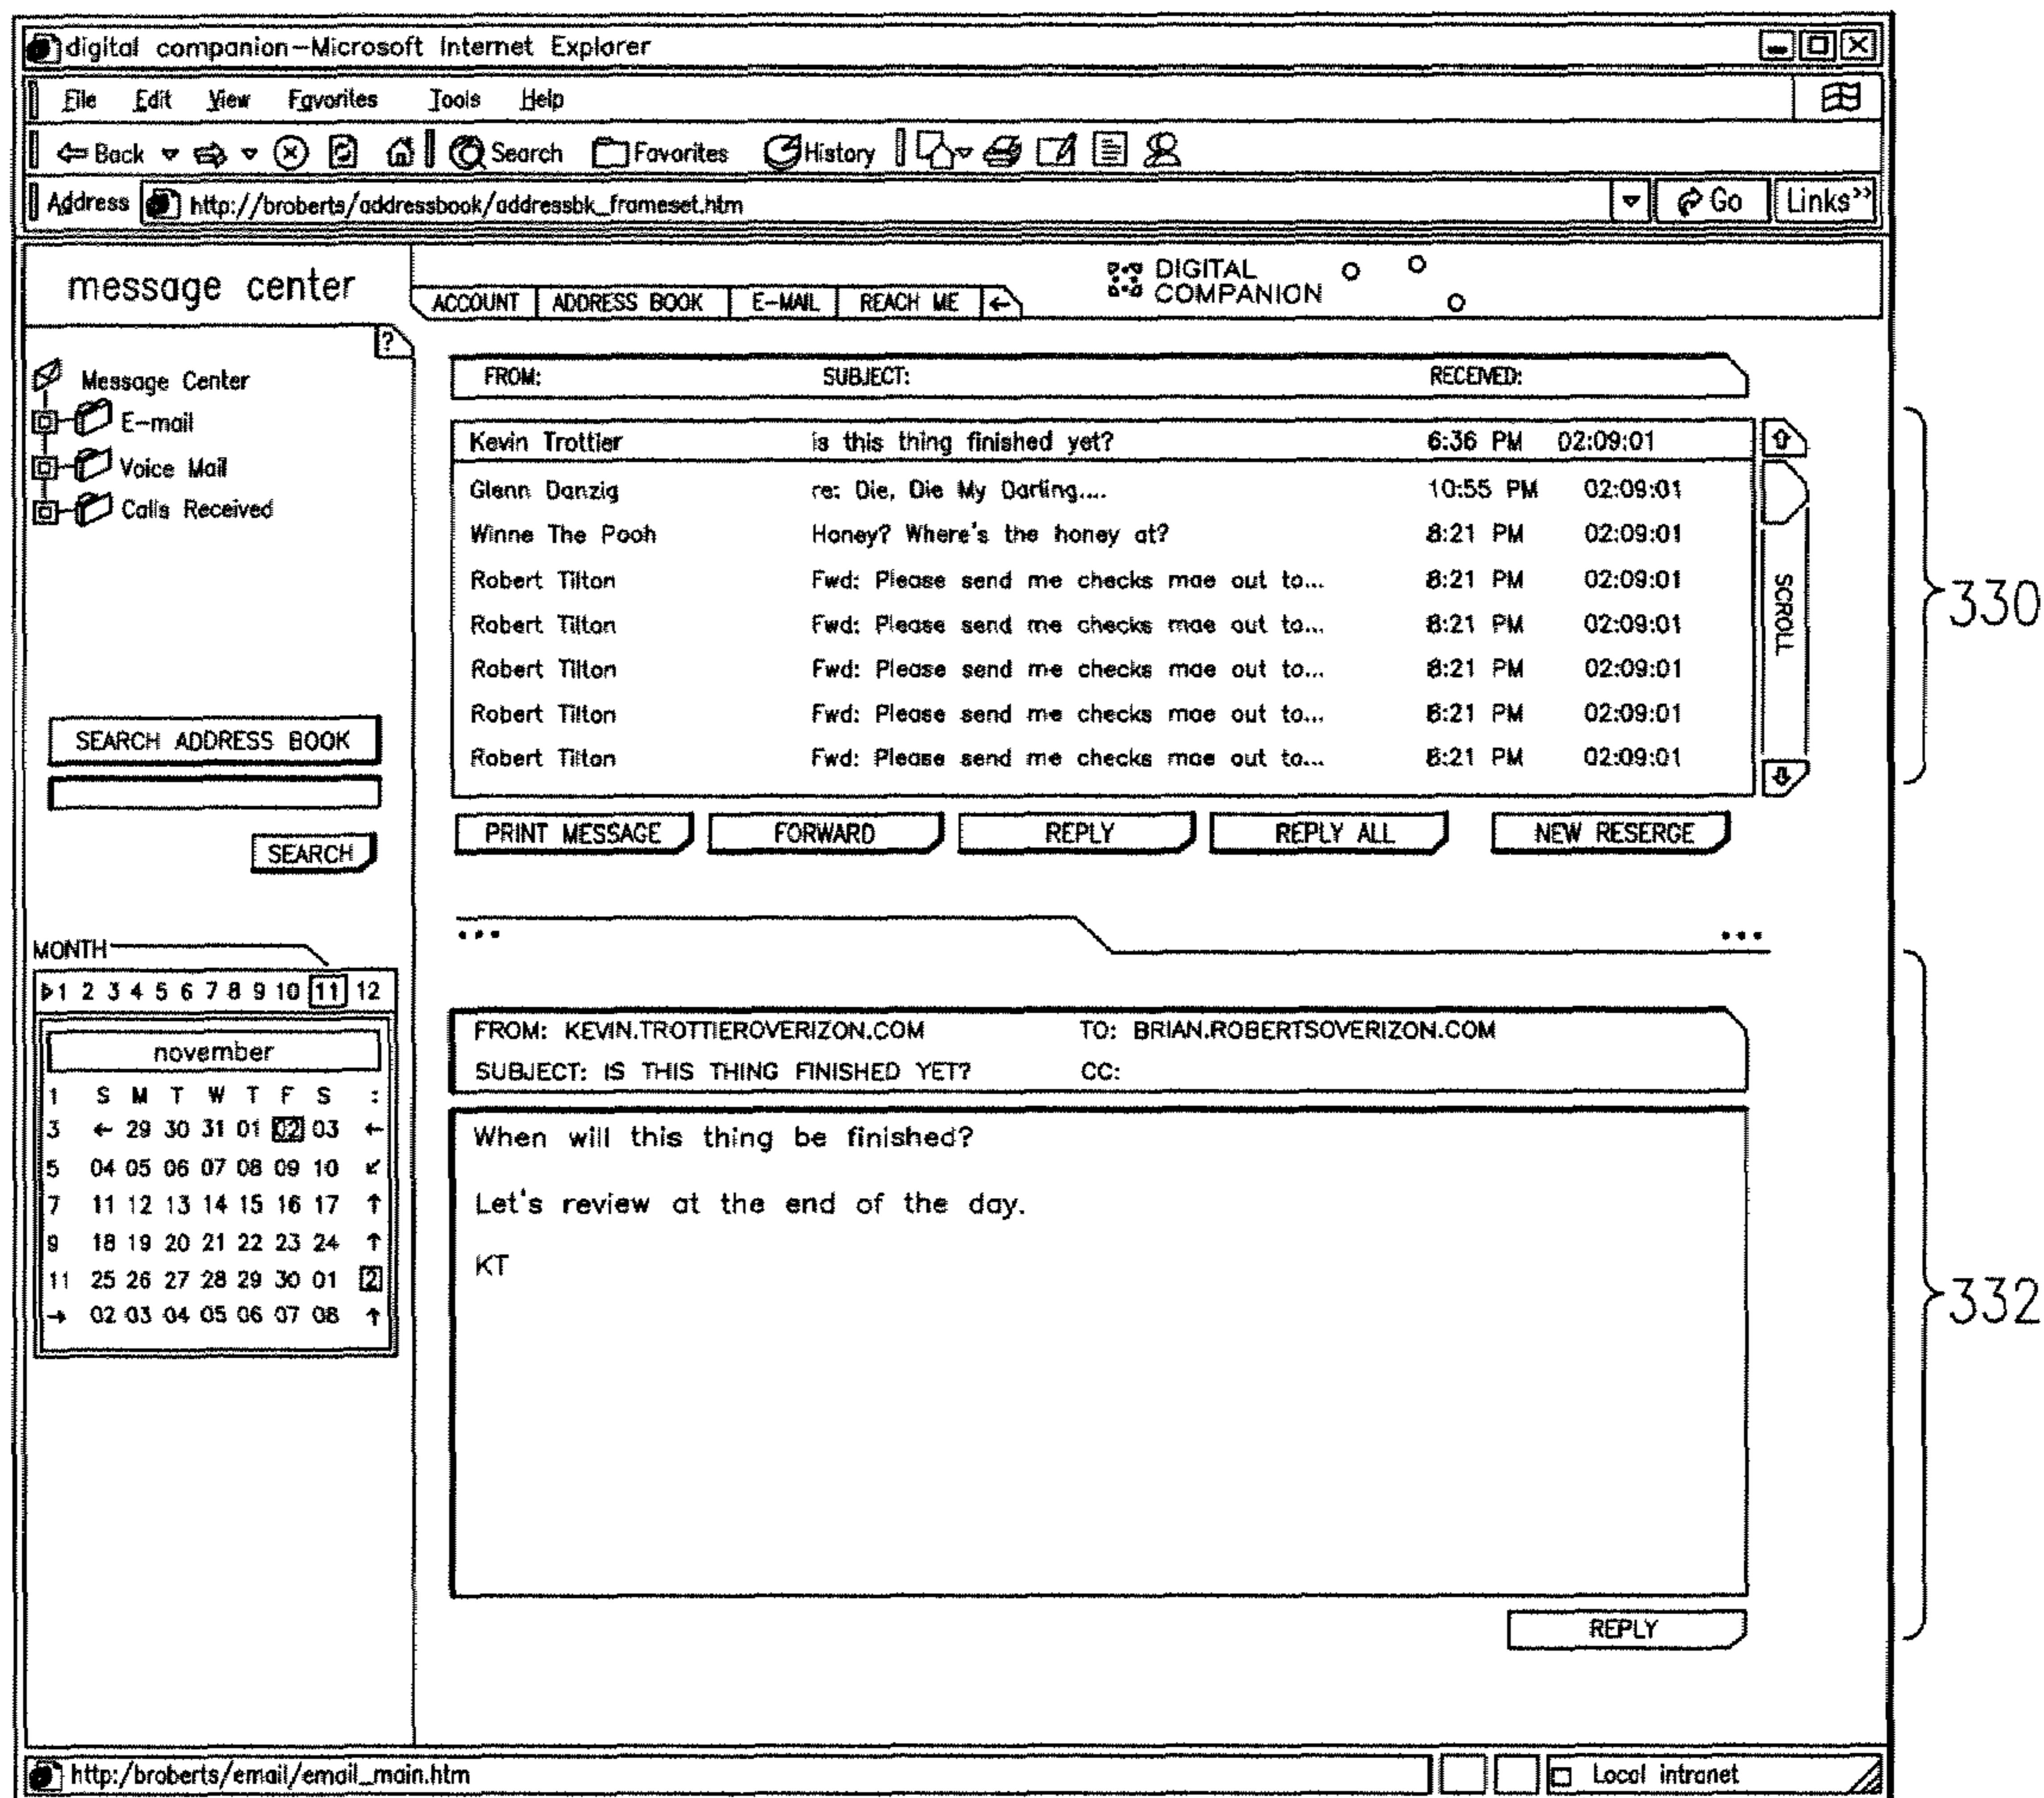 digital companion-Microsoft Internet Explorer
File Edit View Favorites Tools Help
Back Search Favorites History
Address http://broberts/addressbook/addressbk_frameset.htm Go Links>>
message center
ACCOUNT ADDRESS BOOK E-MAIL REACH ME ←
DIGITAL
COMPANION
?
Message Center
E-mail
Voice Mail
Calls Received
SEARCH ADDRESS BOOK
SEARCH
MONTH
1 2 3 4 5 6 7 8 9 10 11 12
november
1 S M T W T F S :
3 ← 29 30 31 01 02 03 ←
5 04 05 06 07 08 09 10 ↙
7 11 12 13 14 15 16 17 ↑
9 18 19 20 21 22 23 24 ↑
11 25 26 27 28 29 30 01 2
→ 02 03 04 05 06 07 08 ↑
FROM: SUBJECT: RECEIVED:
Kevin Trottier is this thing finished yet? 6:36 PM 02:09:01
Glenn Danzig re: Die, Die My Darling.... 10:55 PM 02:09:01
Winne The Pooh Honey? Where's the honey at? 8:21 PM 02:09:01
Robert Tilton Fwd: Please send me checks mae out to... 8:21 PM 02:09:01
Robert Tilton Fwd: Please send me checks mae out to... 8:21 PM 02:09:01
Robert Tilton Fwd: Please send me checks mae out to... 8:21 PM 02:09:01
Robert Tilton Fwd: Please send me checks mae out to... 8:21 PM 02:09:01
Robert Tilton Fwd: Please send me checks mae out to... 8:21 PM 02:09:01
SCROLL
330
PRINT MESSAGE FORWARD REPLY REPLY ALL NEW RESERGE
... ...
FROM: KEVIN.TROTTIEROVERIZON.COM TO: BRIAN.ROBERTSOVERIZON.COM
SUBJECT: IS THIS THING FINISHED YET? CC:
When will this thing be finished?
Let's review at the end of the day.
KT
332
REPLY
http:/broberts/email/email_main.htm Local intranet